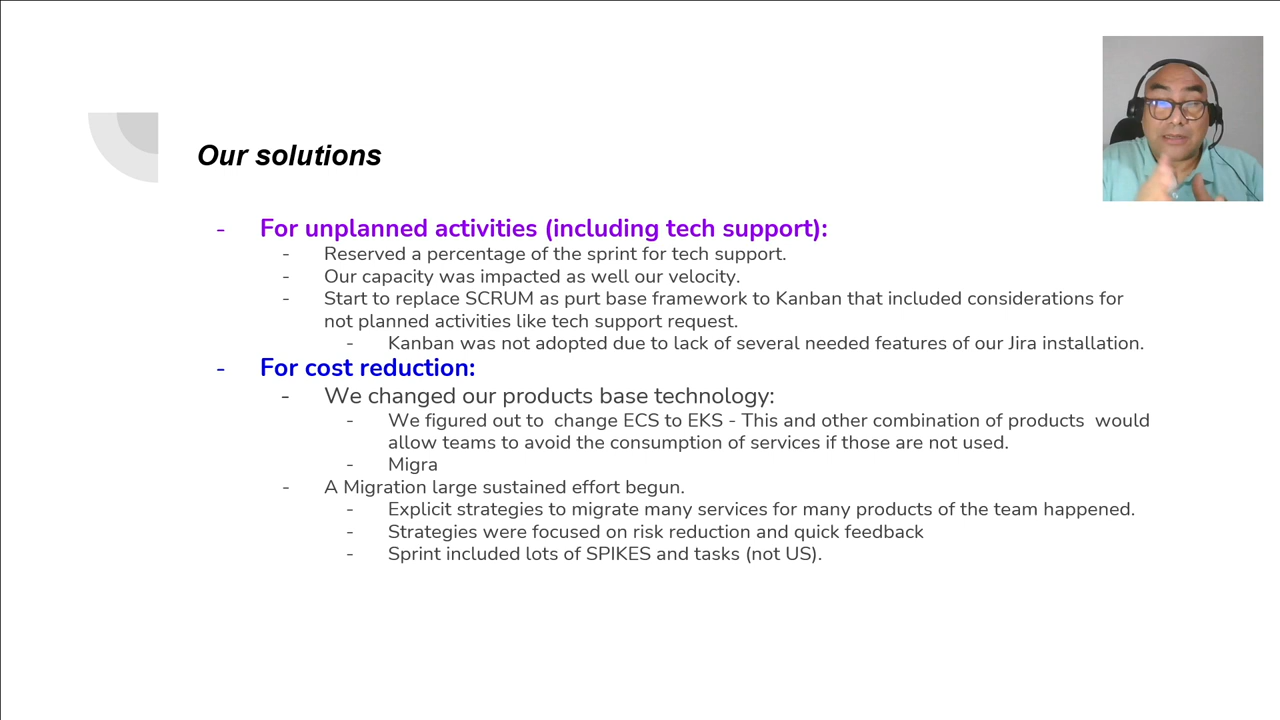 Our solutions
- For unplanned activities (including tech support):
- Reserved a percentage of the sprint for tech support.
- Our capacity was impacted as well our velocity.
- Start to replace SCRUM as purt base framework to Kanban that included considerations for
not planned activities like tech support request.
- Kanban was not adopted due to lack of several needed features of our Jira installation.
- For cost reduction:
- We changed our products base technology:
- We figured out to  change ECS to EKS - This and other combination of products  would
allow teams to avoid the consumption of services if those are not used.
- Migra
- A Migration large sustained effort begun.
- Explicit strategies to migrate many services for many products of the team happened.
- Strategies were focused on risk reduction and quick feedback
- Sprint included lots of SPIKES and tasks (not US).